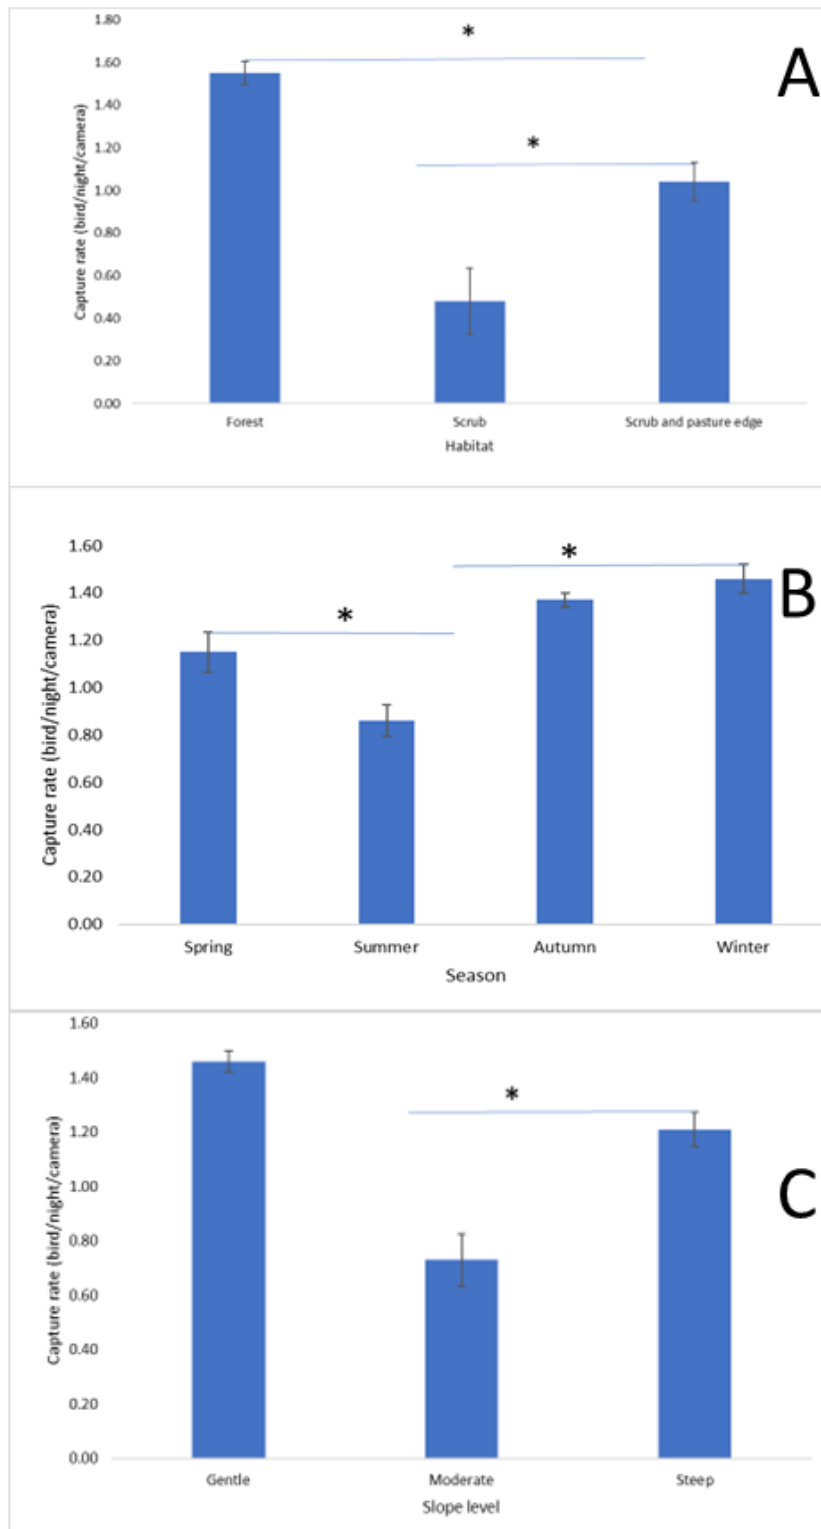 1.80
*
1.60
A
1.40
*
1.20
1.00
0.80
0.60
0.40
0.20
0.00
Capture rate (bird/night/camera)
Forest Scrub Scrub and pasture edge
Habitat
1.60
*
1.40
B
1.20
*
1.00
0.80
0.60
0.40
0.20
0.00
Capture rate (bird/night/camera)
Spring Summer Autumn Winter
Season
1.60
1.40
*
1.20
C
1.00
0.80
0.60
0.40
0.20
0.00
Capture rate (bird/night/camera)
Gentle Moderate Steep
Slope level